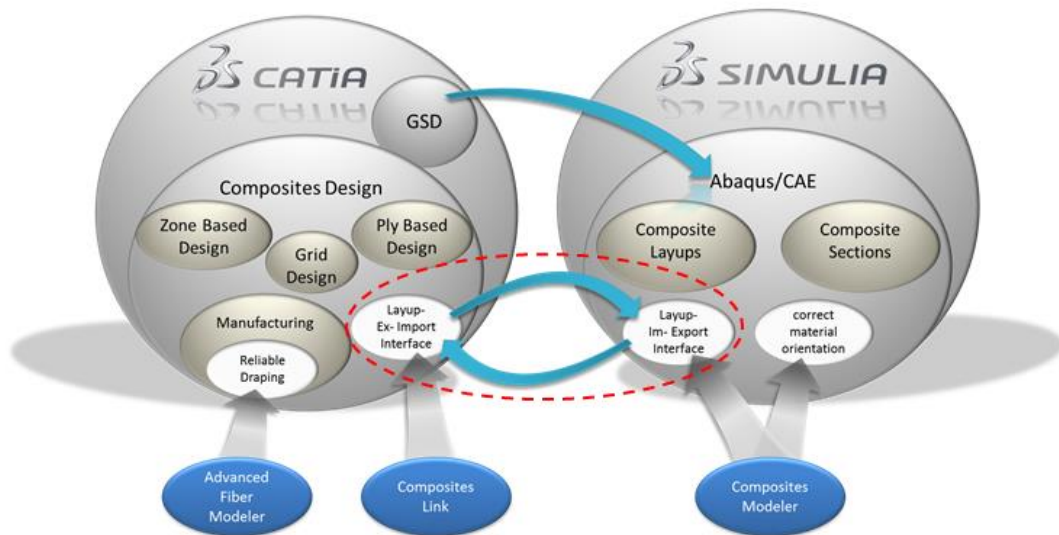 CATIA
GSD
Composites Design
Zone Based
Design
Grid
Design
Ply Based
Design
Manufacturing
Reliable
Draping
Layup-
Ex- Import
Interface
SIMULIA
Abaqus/CAE
Composite
Layups
Composite
Sections
Layup-
Im- Export
Interface
correct
material
orientation
Advanced
Fiber
Modeler
Composites
Link
Composites
Modeler